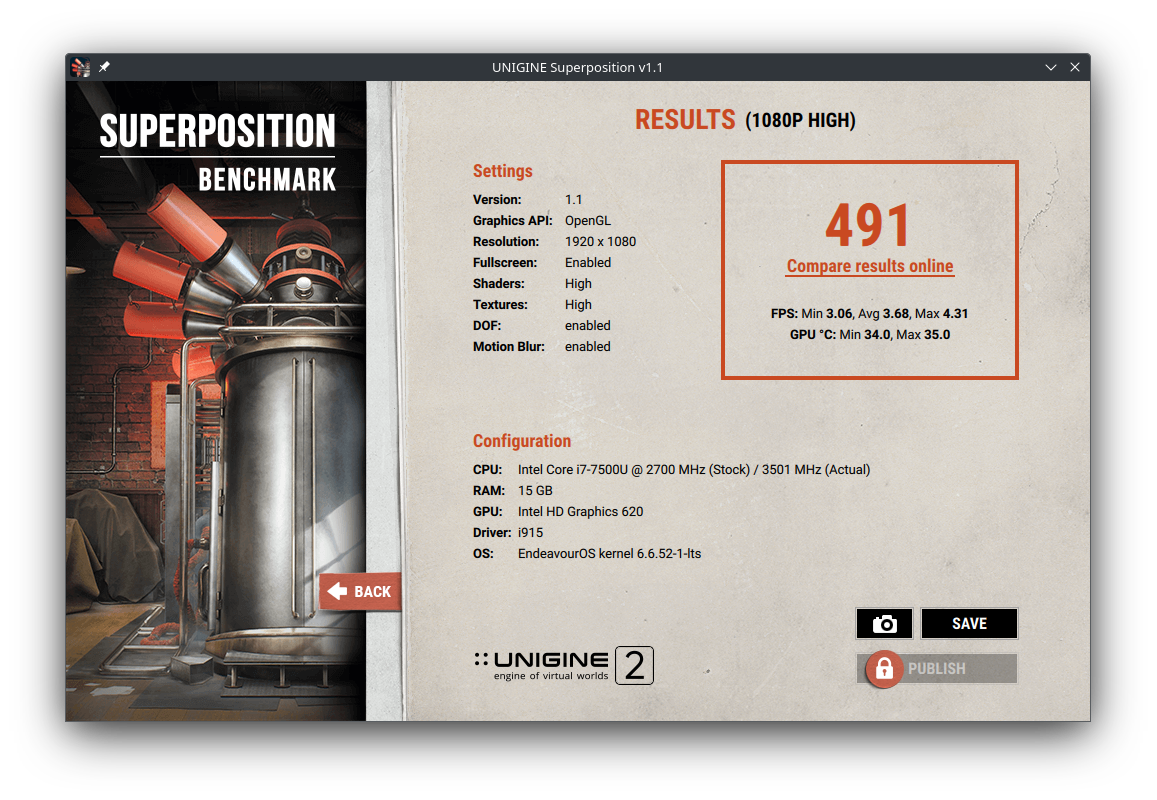 UNIGINE Superposition v1.1
SUPERPOSITION
BENCHMARK
RESULTS (1080P HIGH)
Settings
Version: 1.1
Graphics API: OpenGL
Resolution: 1920 x 1080
Fullscreen: Enabled
Shaders: High
Textures: High
DOF: enabled
Motion Blur: enabled
491
Compare results online
FPS: Min 3.06, Avg 3.68, Max 4.31
GPU °C: Min 34.0, Max 35.0
Configuration
CPU: Intel Core i7-7500U @ 2700 MHz (Stock) / 3501 MHz (Actual)
RAM: 15 GB
GPU: Intel HD Graphics 620
Driver: i915
OS: EndeavourOS kernel 6.6.52-1-lts
BACK
SAVE
PUBLISH
UNIGINE 2
engine of virtual worlds